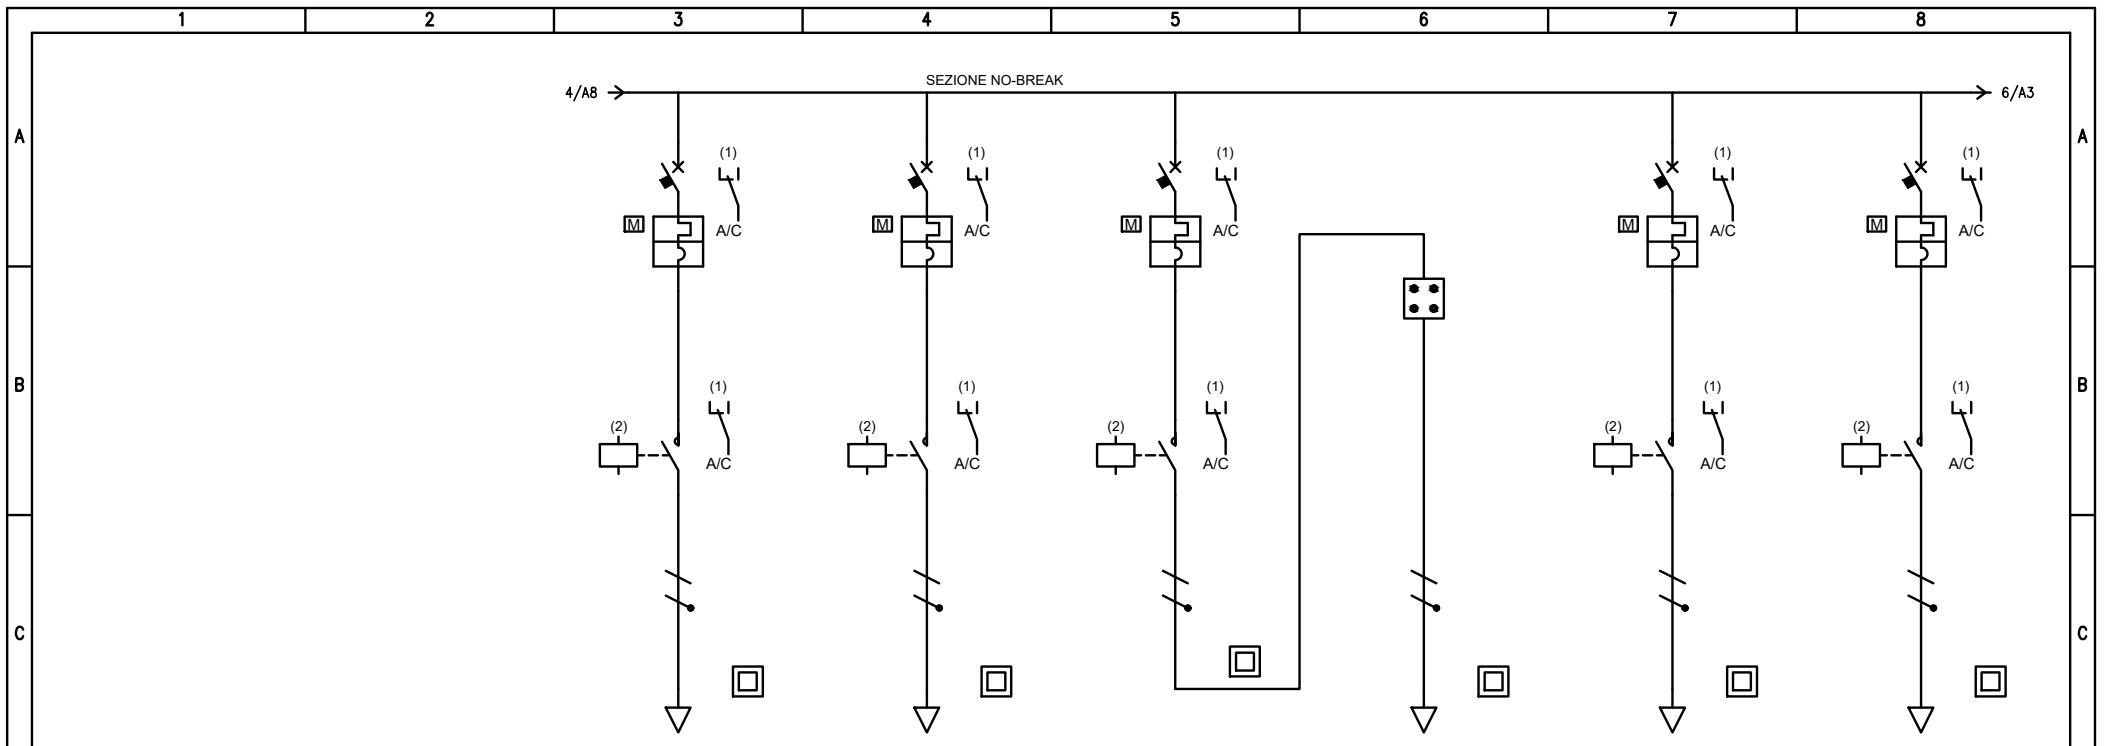 1 2 3 4 5 6 7 8
SEZIONE NO-BREAK
4/A8 6/A3
A A
(1) (1) (1) (1) (1)
M A/C M A/C M A/C M A/C M A/C
B B
(1) (1) (1) (1) (1)
(2) (2) (2) (2) (2)
A/C A/C A/C A/C A/C
C C